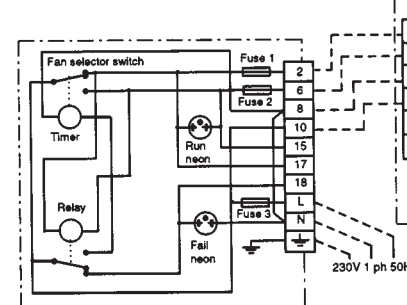 Fuse 1
Fan selector switch
2
Fuse 2
6
8
Timer
10
Run
neon
15
17
18
Relay
L
Fuse 3
N
Fail
neon
230V 1 ph 50H